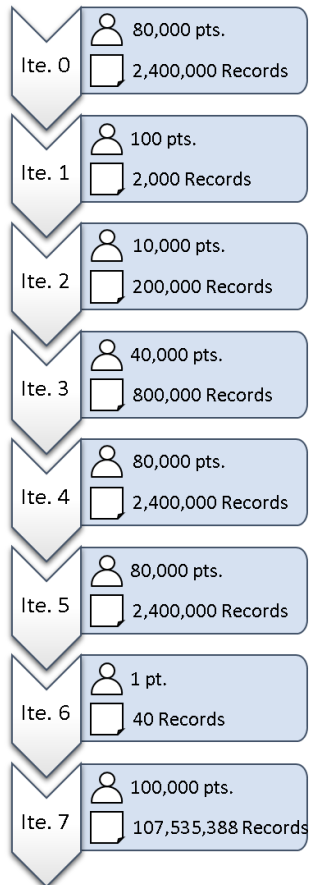 Ite. 0
80,000 pts.
2,400,000 Records
Ite. 1
100 pts.
2,000 Records
Ite. 2
10,000 pts.
200,000 Records
Ite. 3
40,000 pts.
800,000 Records
Ite. 4
80,000 pts.
2,400,000 Records
Ite. 5
80,000 pts.
2,400,000 Records
Ite. 6
1 pt.
40 Records
Ite. 7
100,000 pts.
107,535,388 Records